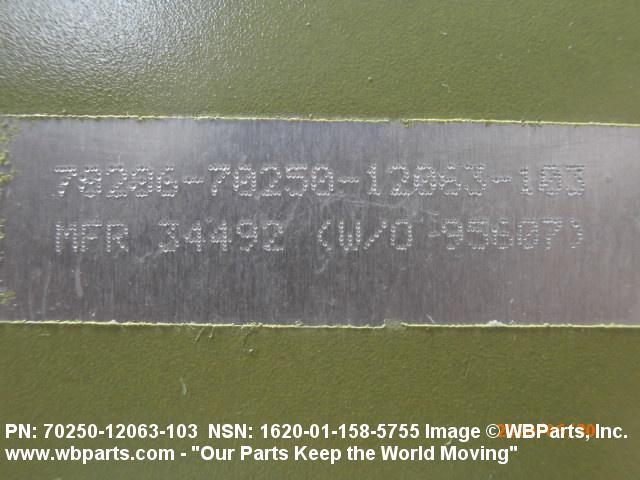 78286-70250-12063-103
MFR 34492 (W/O 95607)
PN: 70250-12063-103 NSN: 1620-01-158-5755 Image © WBParts, Inc.
www.wbparts.com - "Our Parts Keep the World Moving"